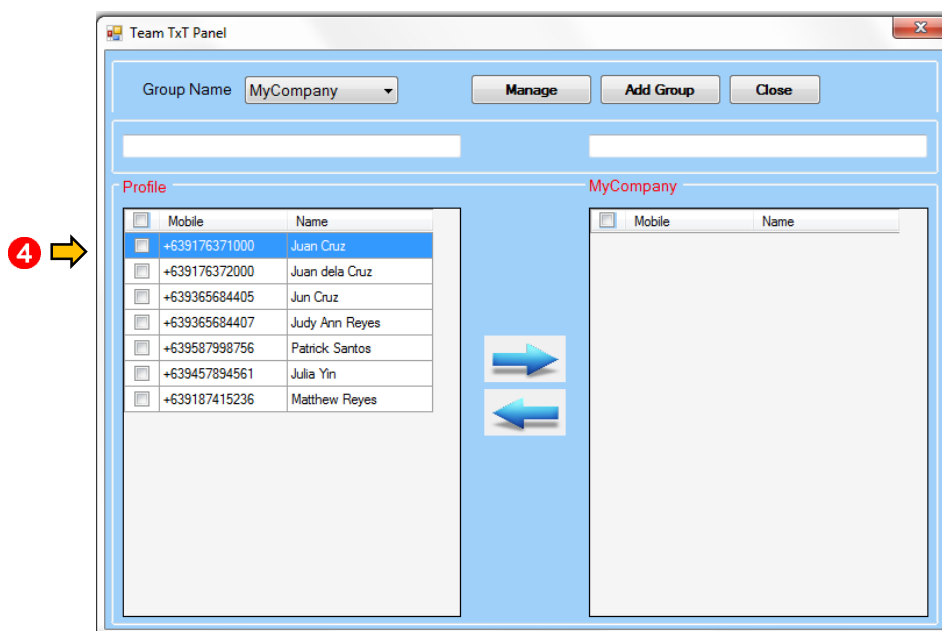 Team TxT Panel
Group Name MyCompany Manage Add Group Close
Profile MyCompany
Mobile Name Mobile Name
4
+639176371000 Juan Cruz
+639176372000 Juan dela Cruz
+639365684405 Jun Cruz
+639365684407 Judy Ann Reyes
+639587998756 Patrick Santos
+639457894561 Julia Yin
+639187415236 Matthew Reyes